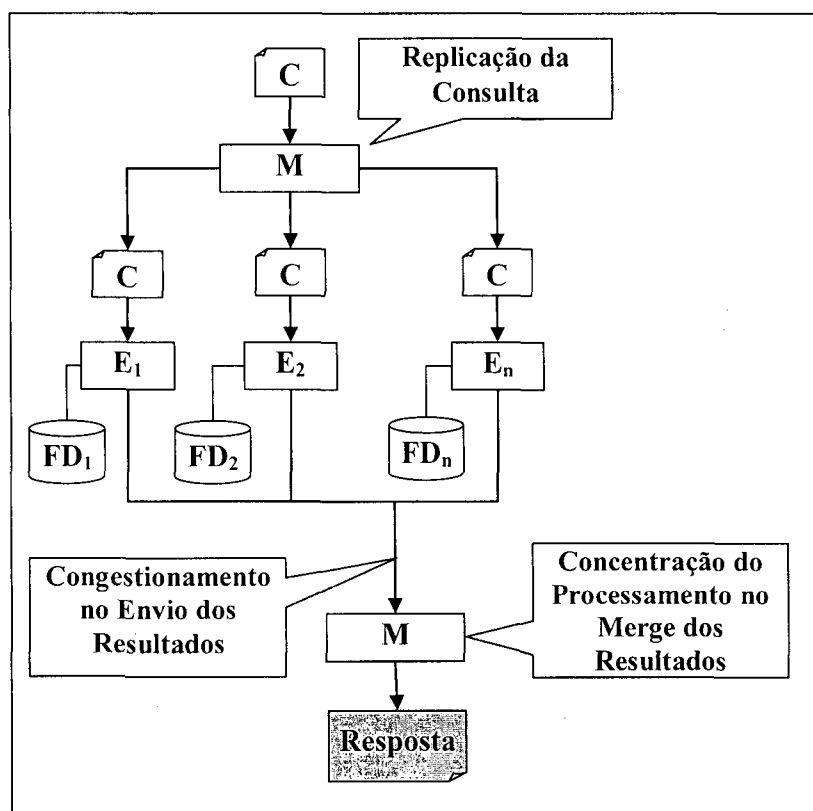 C
Replicação da
Consulta
M
C
C
C
E₁
E₂
Eₙ
FD₁
FD₂
FDₙ
Congestionamento
no Envio dos
Resultados
Concentração do
Processamento no
Merge dos
Resultados
M
Resposta